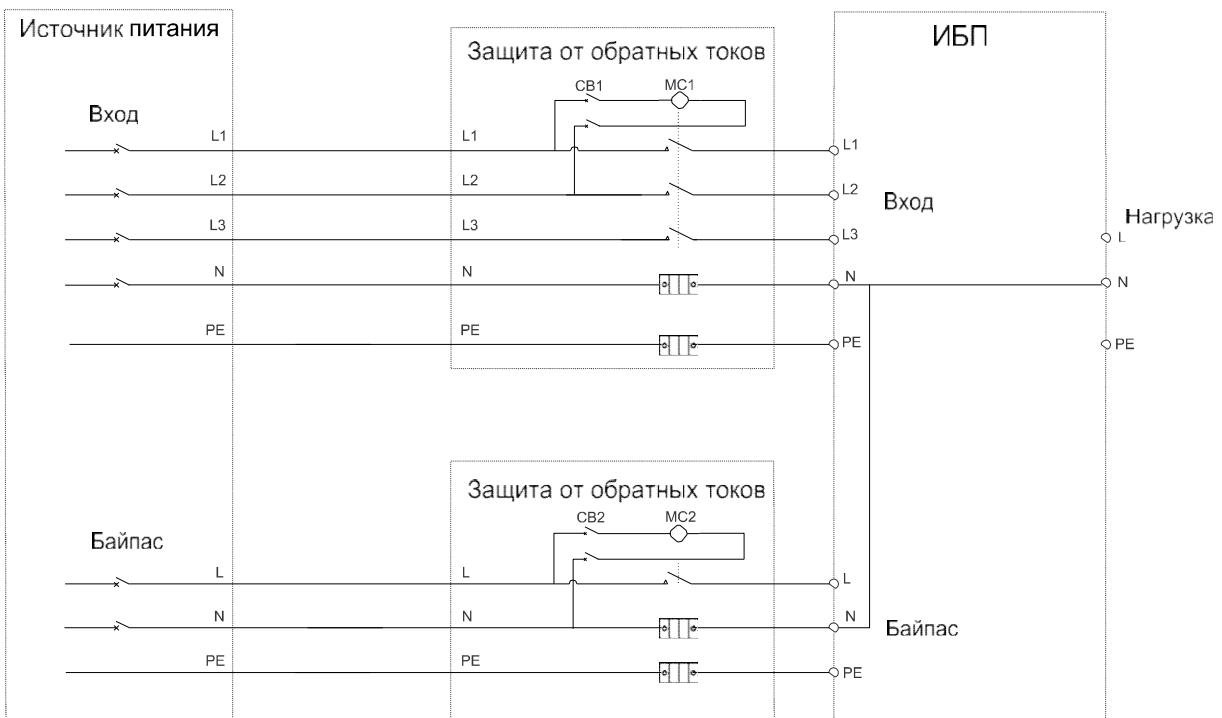 Источник питания
Защита от обратных токов
ИБП
CB1
MC1
Вход
L1
L1
L1
L2
L2
L2
Вход
L3
L3
L3
Нагрузка
L
N
N
N
N
PE
PE
PE
PE
Защита от обратных токов
CB2
MC2
Байпас
L
L
L
N
N
N
Байпас
PE
PE
PE